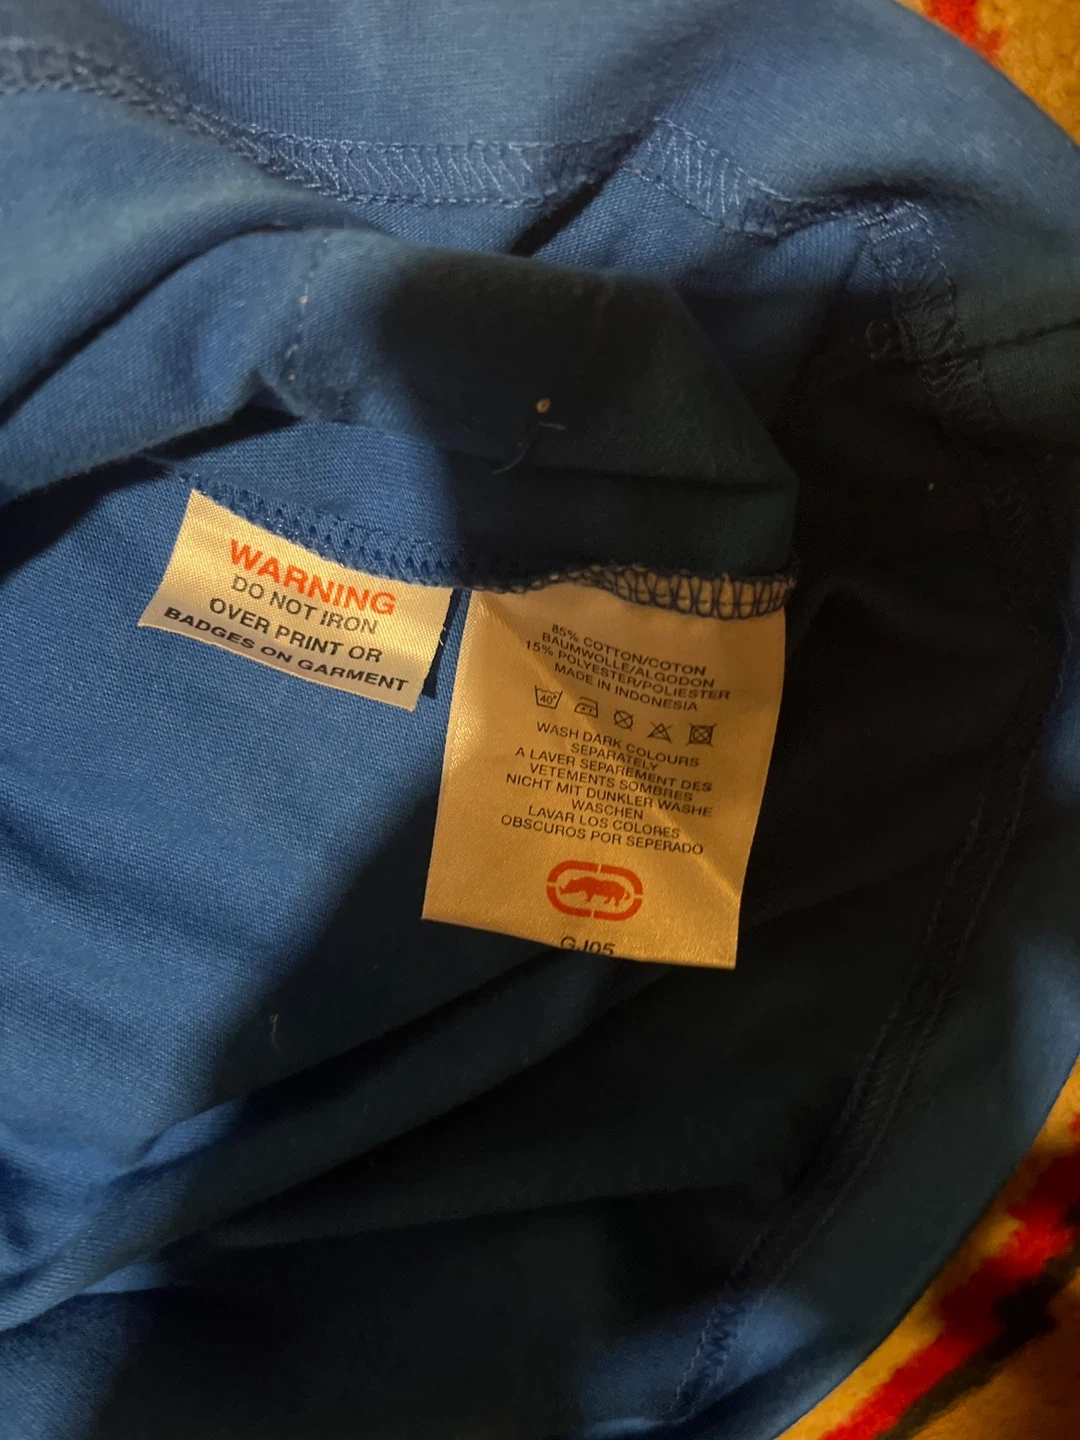 WARNING
DO NOT IRON
OVER PRINT OR
BADGES ON GARMENT
85% COTTON/COTON
BAUMWOLLE/ALGODON
15% POLYESTER/POLIESTER
MADE IN INDONESIA
40°
WASH DARK COLOURS
SEPARATELY
A LAVER SEPAREMENT DES
VETEMENTS SOMBRES
NICHT MIT DUNKLER WASHE
WASCHEN
LAVAR LOS COLORES
OBSCUROS POR SEPERADO
GJ05